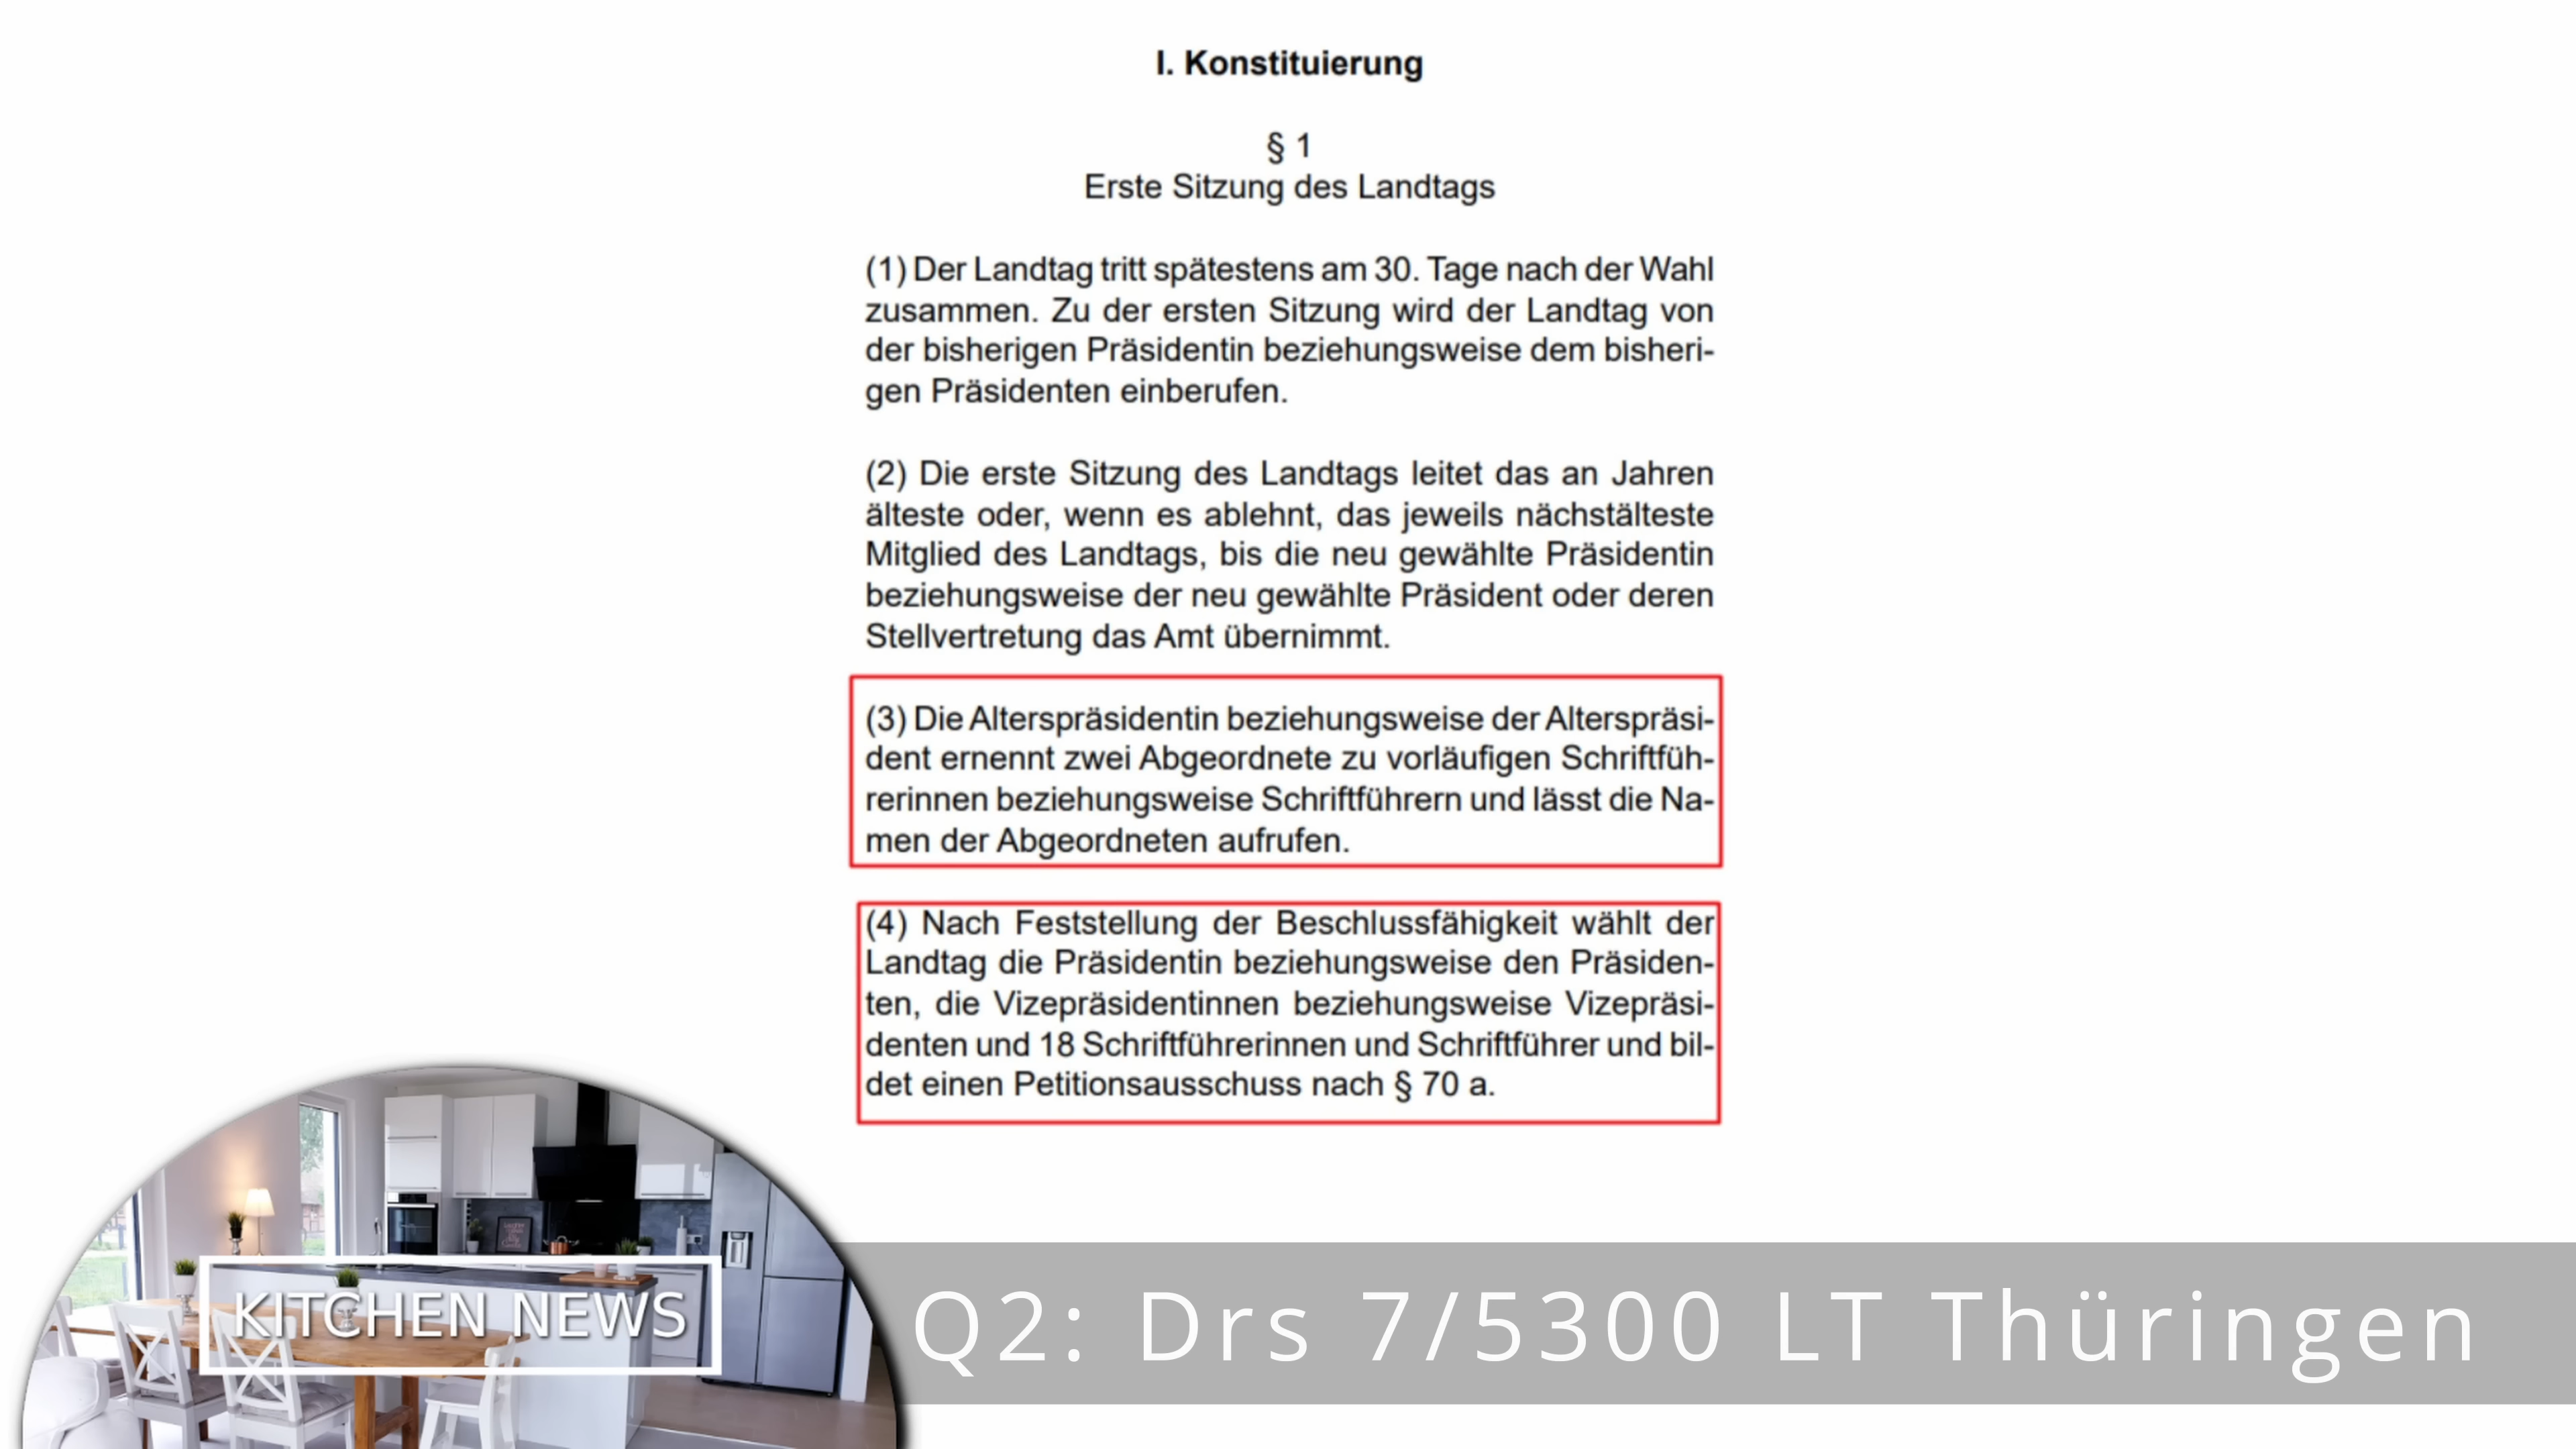 I. Konstituierung
§ 1
Erste Sitzung des Landtags
(1) Der Landtag tritt spätestens am 30. Tage nach der Wahl
zusammen. Zu der ersten Sitzung wird der Landtag von
der bisherigen Präsidentin beziehungsweise dem bisheri-
gen Präsidenten einberufen.
(2) Die erste Sitzung des Landtags leitet das an Jahren
älteste oder, wenn es ablehnt, das jeweils nächstälteste
Mitglied des Landtags, bis die neu gewählte Präsidentin
beziehungsweise der neu gewählte Präsident oder deren
Stellvertretung das Amt übernimmt.
(3) Die Alterspräsidentin beziehungsweise der Alterspräsi-
dent ernennt zwei Abgeordnete zu vorläufigen Schriftfüh-
rerinnen beziehungsweise Schriftführern und lässt die Na-
men der Abgeordneten aufrufen.
(4) Nach Feststellung der Beschlussfähigkeit wählt der
Landtag die Präsidentin beziehungsweise den Präsiden-
ten, die Vizepräsidentinnen beziehungsweise Vizepräsi-
denten und 18 Schriftführerinnen und Schriftführer und bil-
det einen Petitionsausschuss nach § 70 a.
KITCHEN NEWS
Q2: Drs 7/5300 LT Thüringen